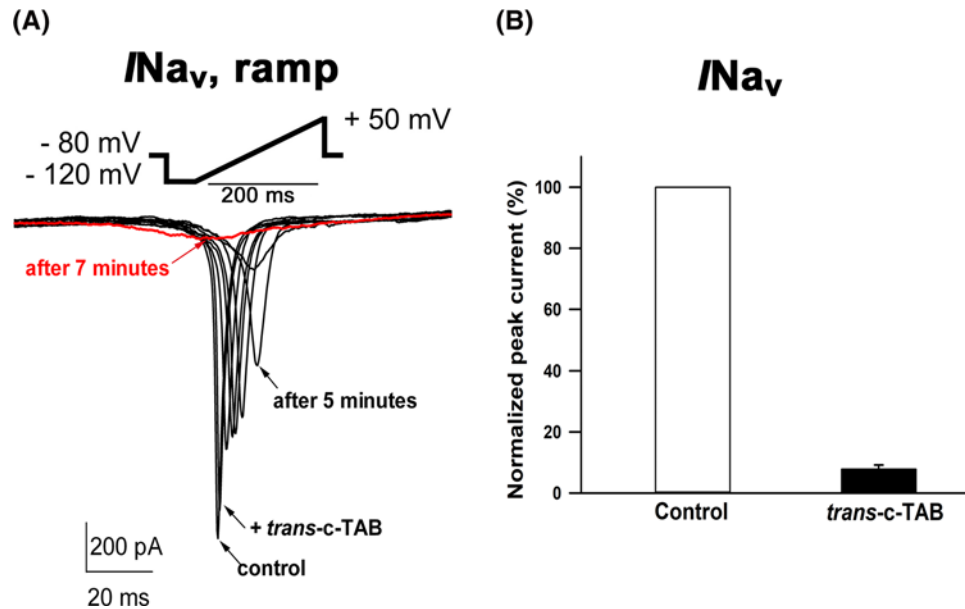 (A)
INav, ramp
- 80 mV
- 120 mV
+ 50 mV
200 ms
after 7 minutes
after 5 minutes
+ trans-c-TAB
control
200 pA
20 ms
(B)
INav
Normalized peak current (%)
100
80
60
40
20
0
Control
trans-c-TAB